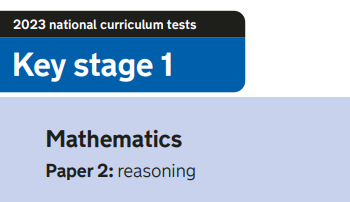 2023 national curriculum tests
Key stage 1
Mathematics
Paper 2: reasoning